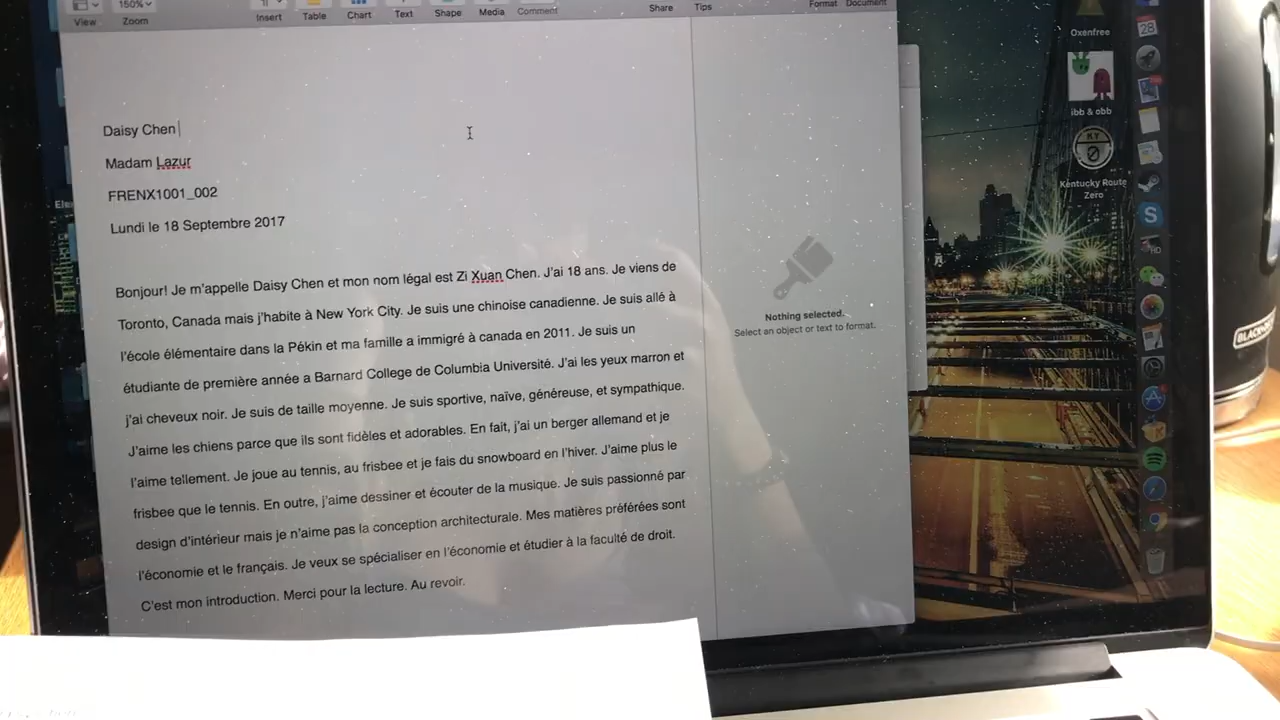 150%
View
Zoom
Insert
Table
Chart
Text
Shape
Media
Comment
Share
Tips
Format
Document
Daisy Chen
Madam Lazur
FRENX1001_002
Lundi le 18 Septembre 2017
Bonjour! Je m'appelle Daisy Chen et mon nom légal est Zi Xuan Chen. J'ai 18 ans. Je viens de
Toronto, Canada mais j'habite à New York City. Je suis une chinoise canadienne. Je suis allé à
l'école élémentaire dans la Pékin et ma famille a immigré à canada en 2011. Je suis un
étudiante de première année a Barnard College de Columbia Université. J'ai les yeux marron et
j'ai cheveux noir. Je suis de taille moyenne. Je suis sportive, naïve, généreuse, et sympathique.
J'aime les chiens parce que ils sont fidèles et adorables. En fait, j'ai un berger allemand et je
l'aime tellement. Je joue au tennis, au frisbee et je fais du snowboard en l'hiver. J'aime plus le
frisbee que le tennis. En outre, j'aime dessiner et écouter de la musique. Je suis passionné par
design d'intérieur mais je n'aime pas la conception architecturale. Mes matières préférées sont
l'économie et le français. Je veux se spécialiser en l'économie et étudier à la faculté de droit.
C'est mon introduction. Merci pour la lecture. Au revoir.
Nothing selected.
Select an object or text to format.
Oxenfree
ibb & obb
KY
Kentucky Route
Zero
28